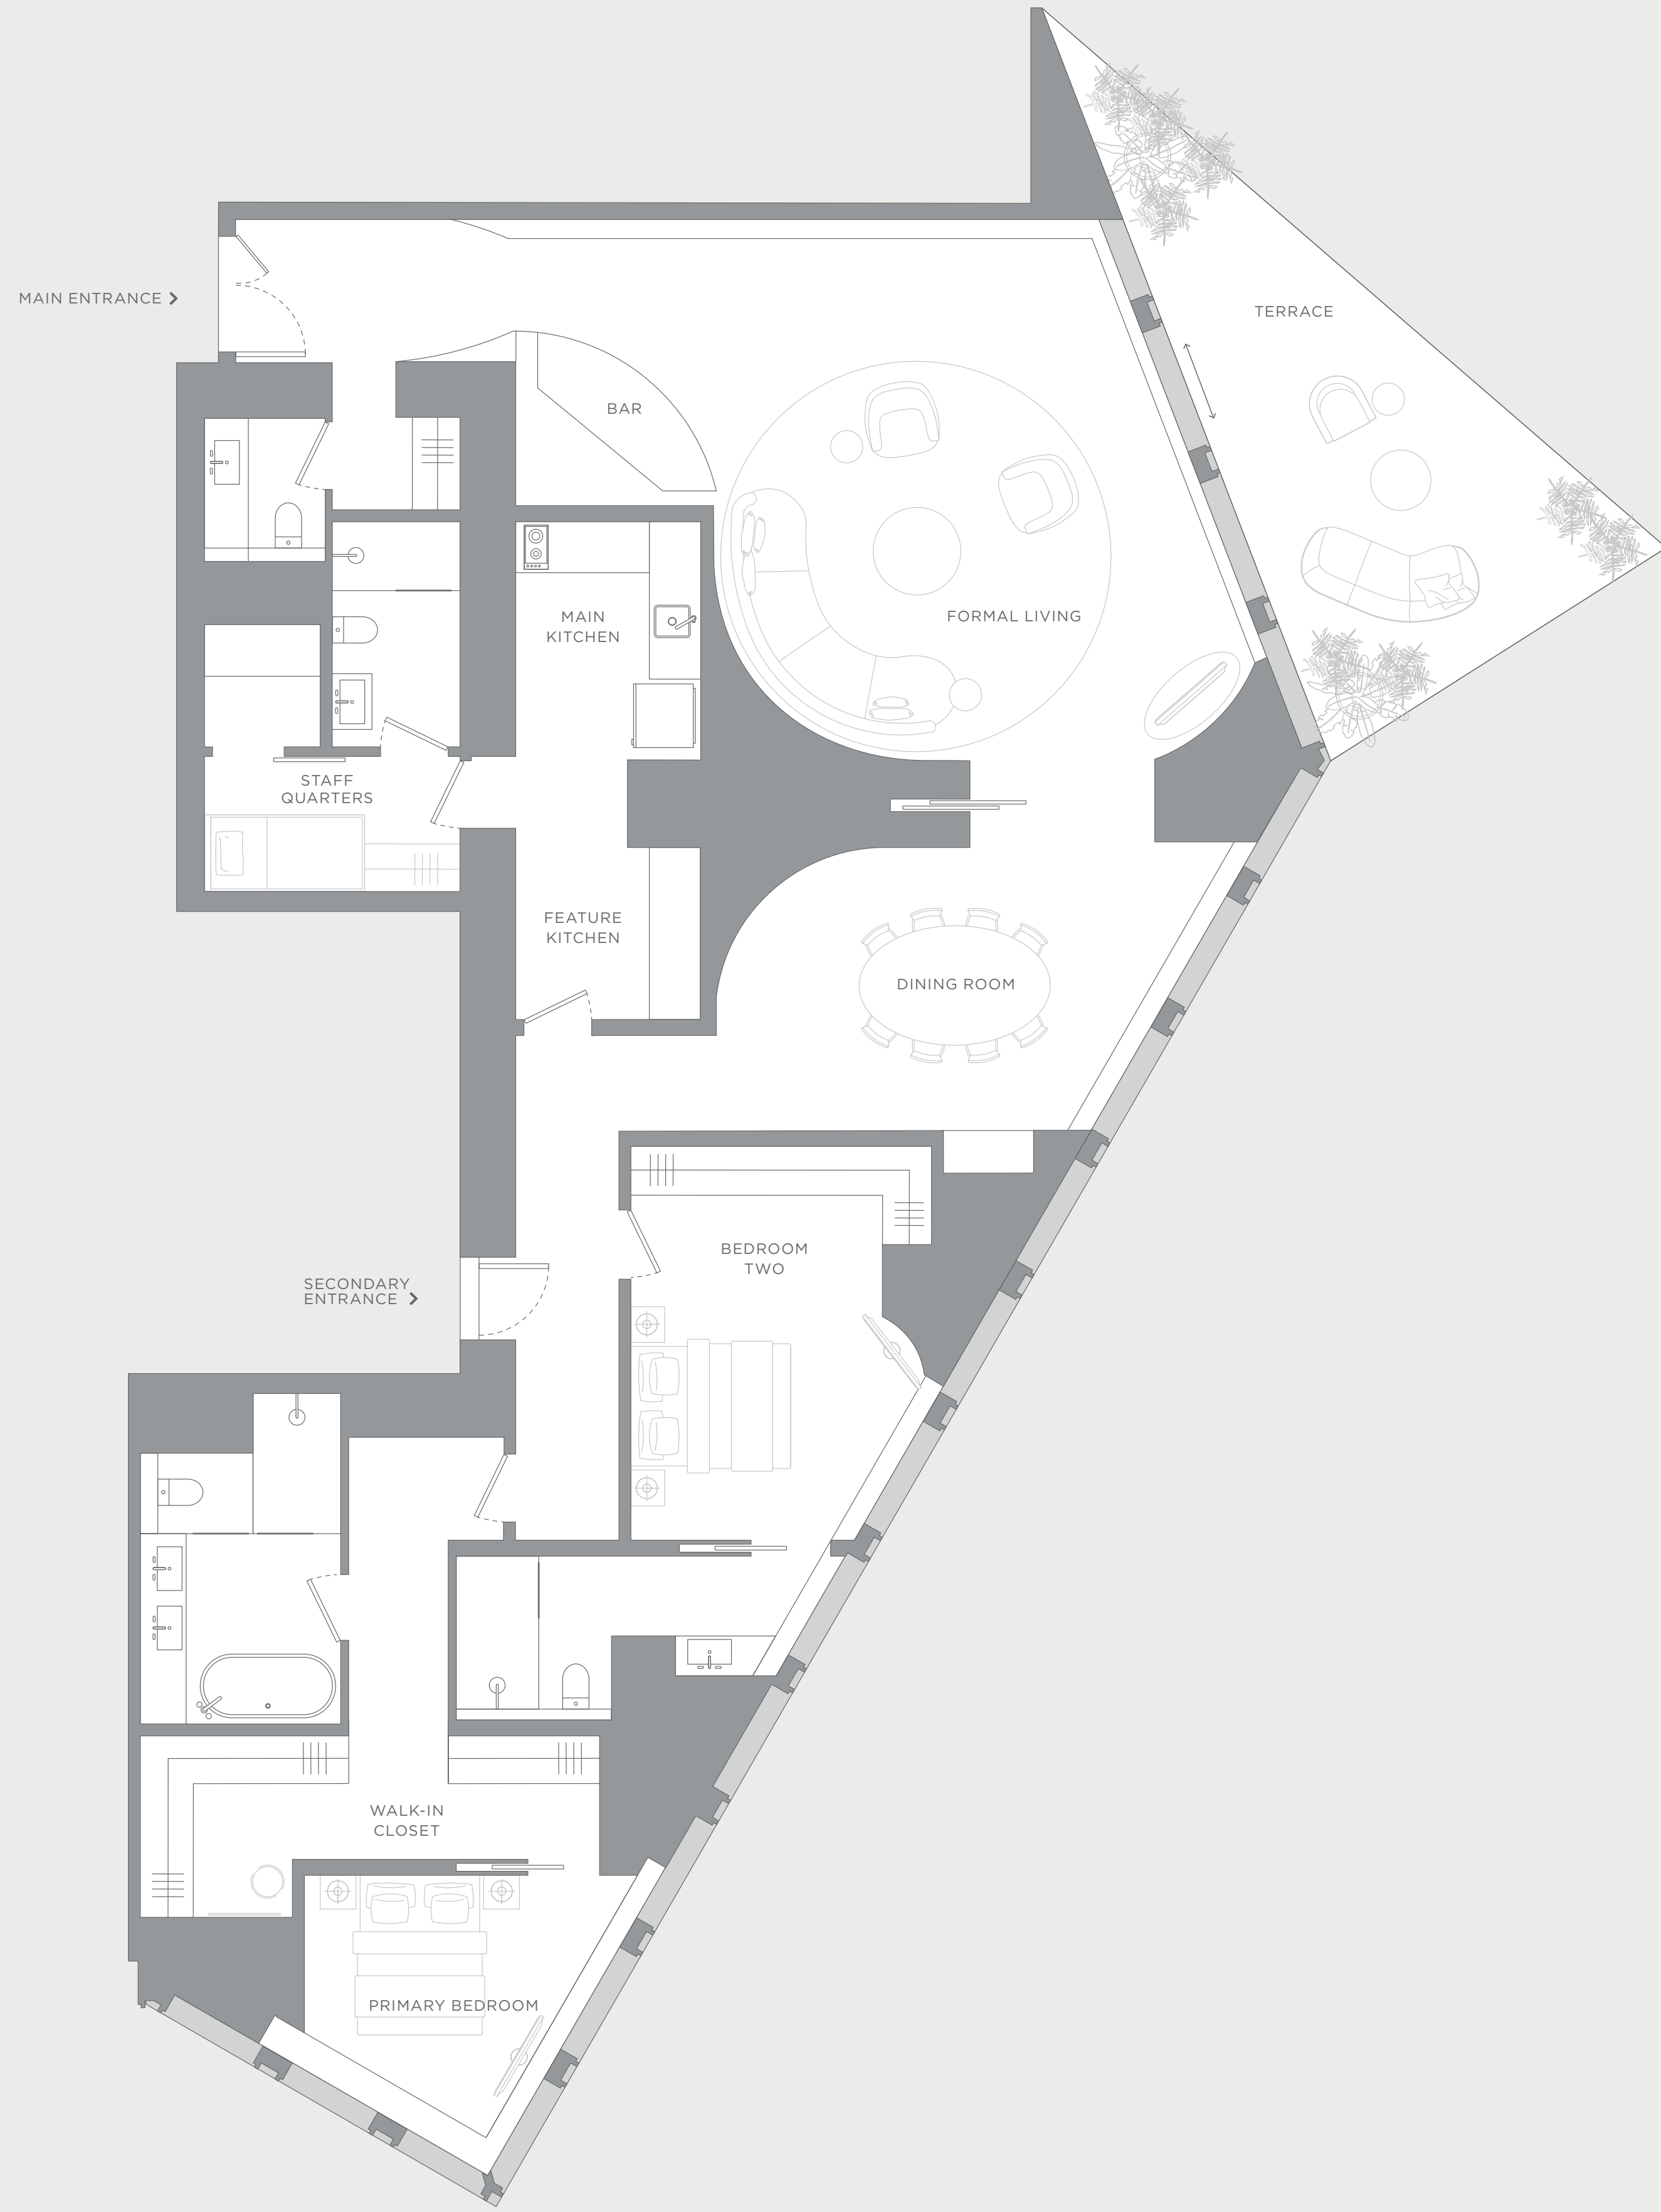 TERRACE
MAIN ENTRANCE
BAR
MAIN
KITCHEN
FORMAL LIVING
STAFF
QUARTERS
FEATURE
KITCHEN
DINING ROOM
BEDROOM
TWO
SECONDARY
ENTRANCE
WALK-IN
CLOSET
PRIMARY BEDROOM